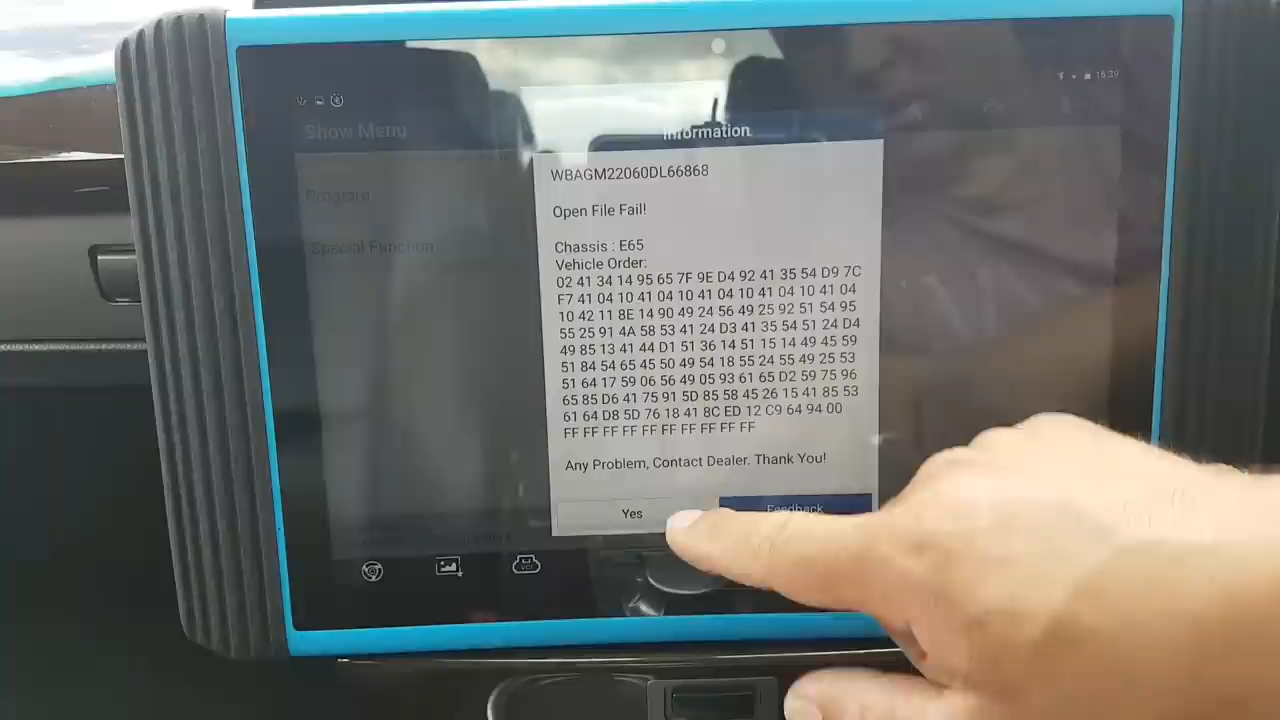 16:39
Show Menu
Information
Program
WBAGM22060DL66868
Open File Fail!
Special Function
Chassis : E65
Vehicle Order:
02 41 34 14 95 65 7F 9E D4 92 41 35 54 D9 7C
F7 41 04 10 41 04 10 41 04 10 41 04 10 41 04
10 42 11 8E 14 90 49 24 56 49 25 92 51 54 95
55 25 91 4A 58 53 41 24 D3 41 35 54 51 24 D4
49 85 13 41 44 D1 51 36 14 51 15 14 49 45 59
51 84 54 65 45 50 49 54 18 55 24 55 49 25 53
51 64 17 59 06 56 49 05 93 61 65 D2 59 75 96
65 85 D6 41 75 91 5D 85 58 45 26 15 41 85 53
61 64 D8 5D 76 18 41 8C ED 12 C9 64 94 00
FF FF FF FF FF FF FF FF FF FF
Any Problem, Contact Dealer. Thank You!
Yes
Feedback
VCI